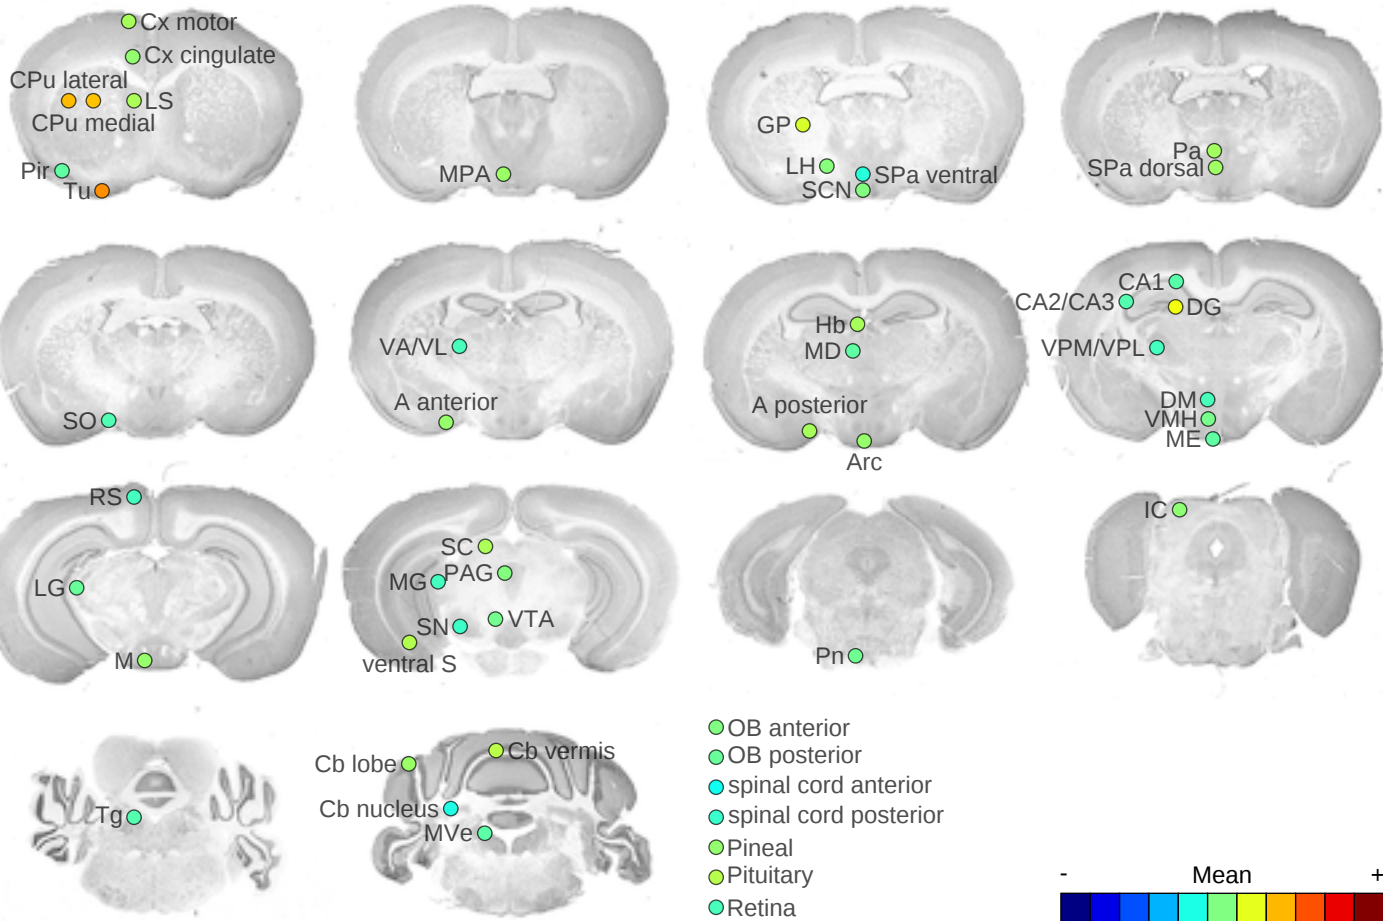 Cx motor
Cx cingulate
CPu lateral
LS
CPu medial
Pir
Tu
MPA
GP
LH
SPa ventral
SCN
Pa
SPa dorsal
SO
VA/VL
A anterior
Hb
MD
A posterior
Arc
CA1
CA2/CA3
DG
VPM/VPL
DM
VMH
ME
RS
LG
M
SC
MG
PAG
SN
VTA
ventral S
Pn
IC
Tg
Cb lobe
Cb vermis
Cb nucleus
MVe
OB anterior
OB posterior
spinal cord anterior
spinal cord posterior
Pineal
Pituitary
Retina
- Mean +